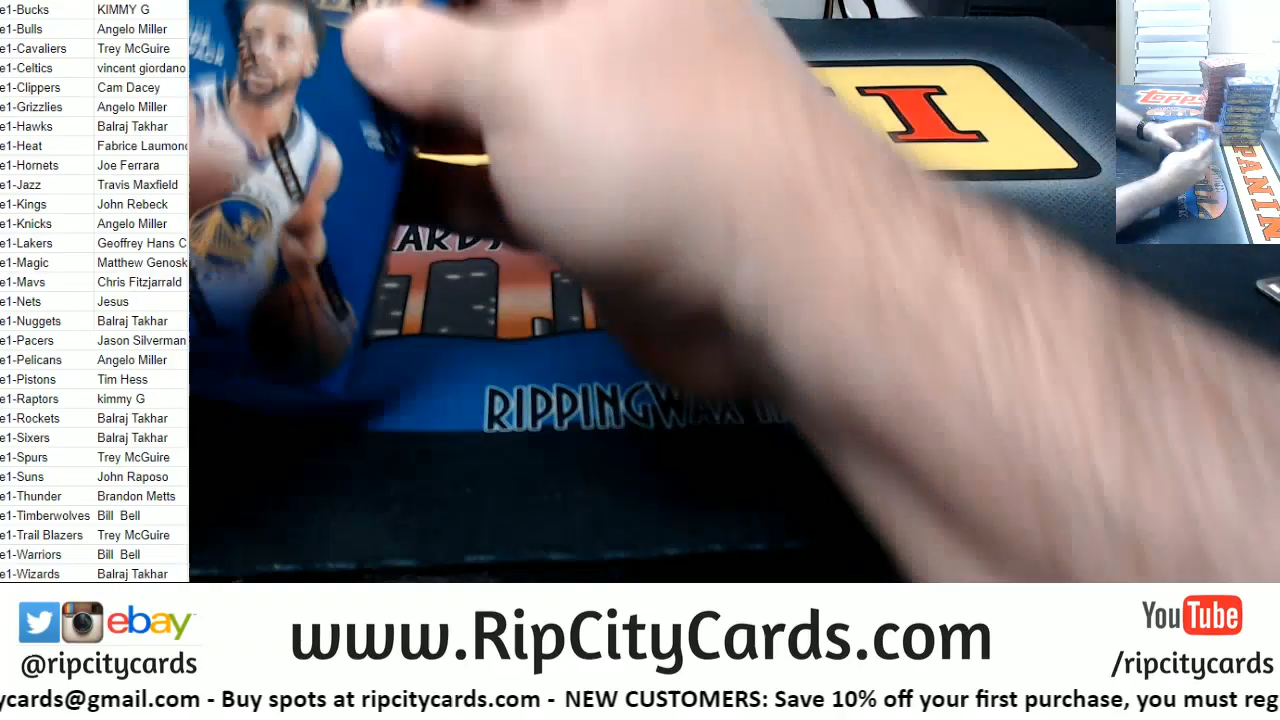 e1-Bucks KIMMY G
e1-Bulls Angelo Miller
e1-Cavaliers Trey McGuire
e1-Celtics vincent giordano
e1-Clippers Cam Dacey
e1-Grizzlies Angelo Miller
e1-Hawks Balraj Takhar
e1-Heat Fabrice Laumond
e1-Hornets Joe Ferrara
e1-Jazz Travis Maxfield
e1-Kings John Rebeck
e1-Knicks Angelo Miller
e1-Lakers Geoffrey Hans C
e1-Magic Matthew Genosk
e1-Mavs Chris Fitzjarrald
e1-Nets Jesus
e1-Nuggets Balraj Takhar
e1-Pacers Jason Silverman
e1-Pelicans Angelo Miller
e1-Pistons Tim Hess
e1-Raptors kimmy G
e1-Rockets Balraj Takhar
e1-Sixers Balraj Takhar
e1-Spurs Trey McGuire
e1-Suns John Raposo
e1-Thunder Brandon Metts
e1-Timberwolves Bill Bell
e1-Trail Blazers Trey McGuire
e1-Warriors Bill Bell
e1-Wizards Balraj Takhar
I
ARDS
RIPPINGWAX
Topps
PANIN
ebay
@ripcitycards
www.RipCityCards.com
YouTube
/ripcitycards
ycards@gmail.com - Buy spots at ripcitycards.com - NEW CUSTOMERS: Save 10% off your first purchase, you must reg